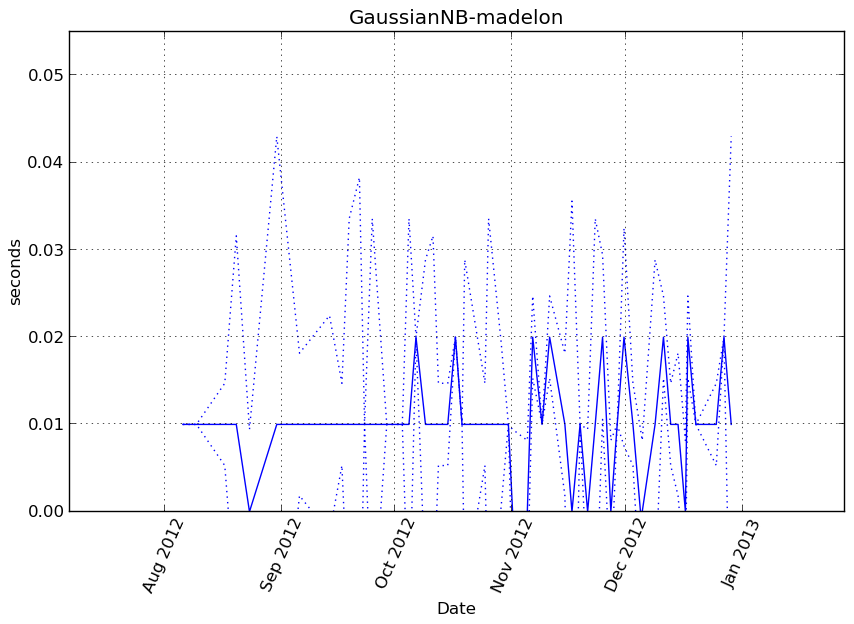 GaussianNB-madelon
0.05
0.04
0.03
0.02
0.01
0.00
seconds
Aug 2012
Sep 2012
Oct 2012
Nov 2012
Dec 2012
Jan 2013
Date